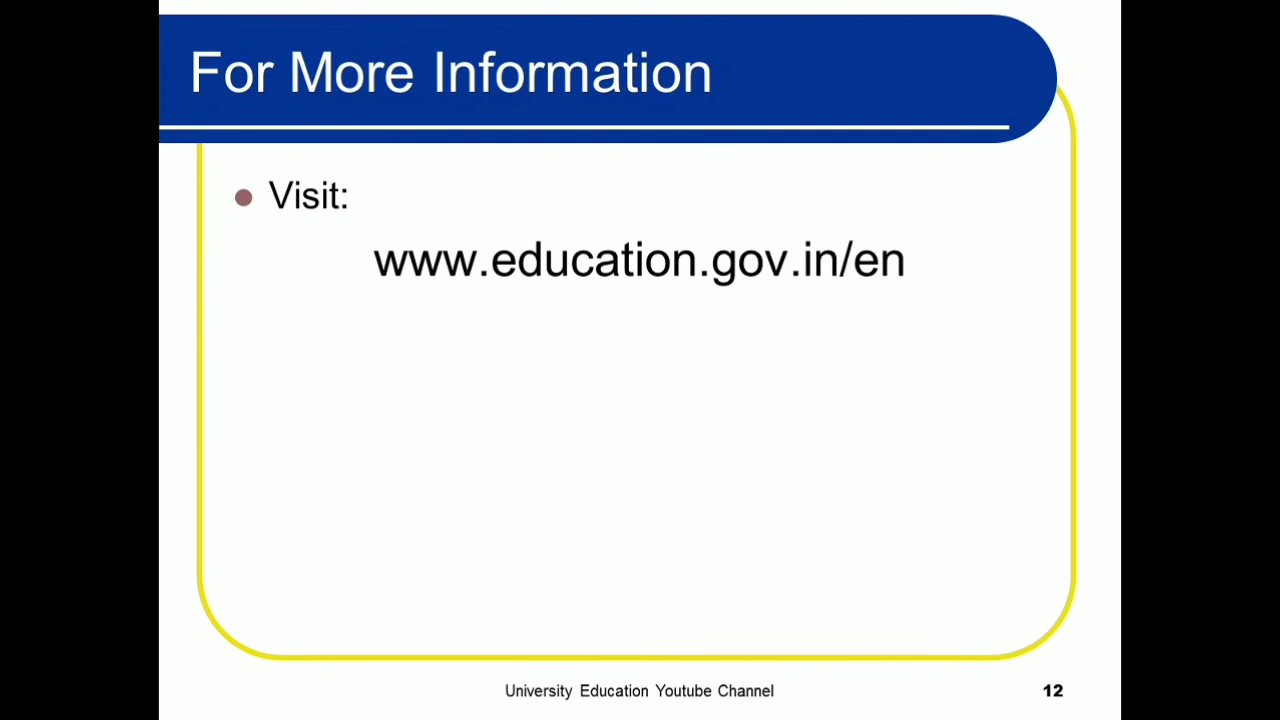 For More Information
Visit:
www.education.gov.in/en
University Education Youtube Channel
12